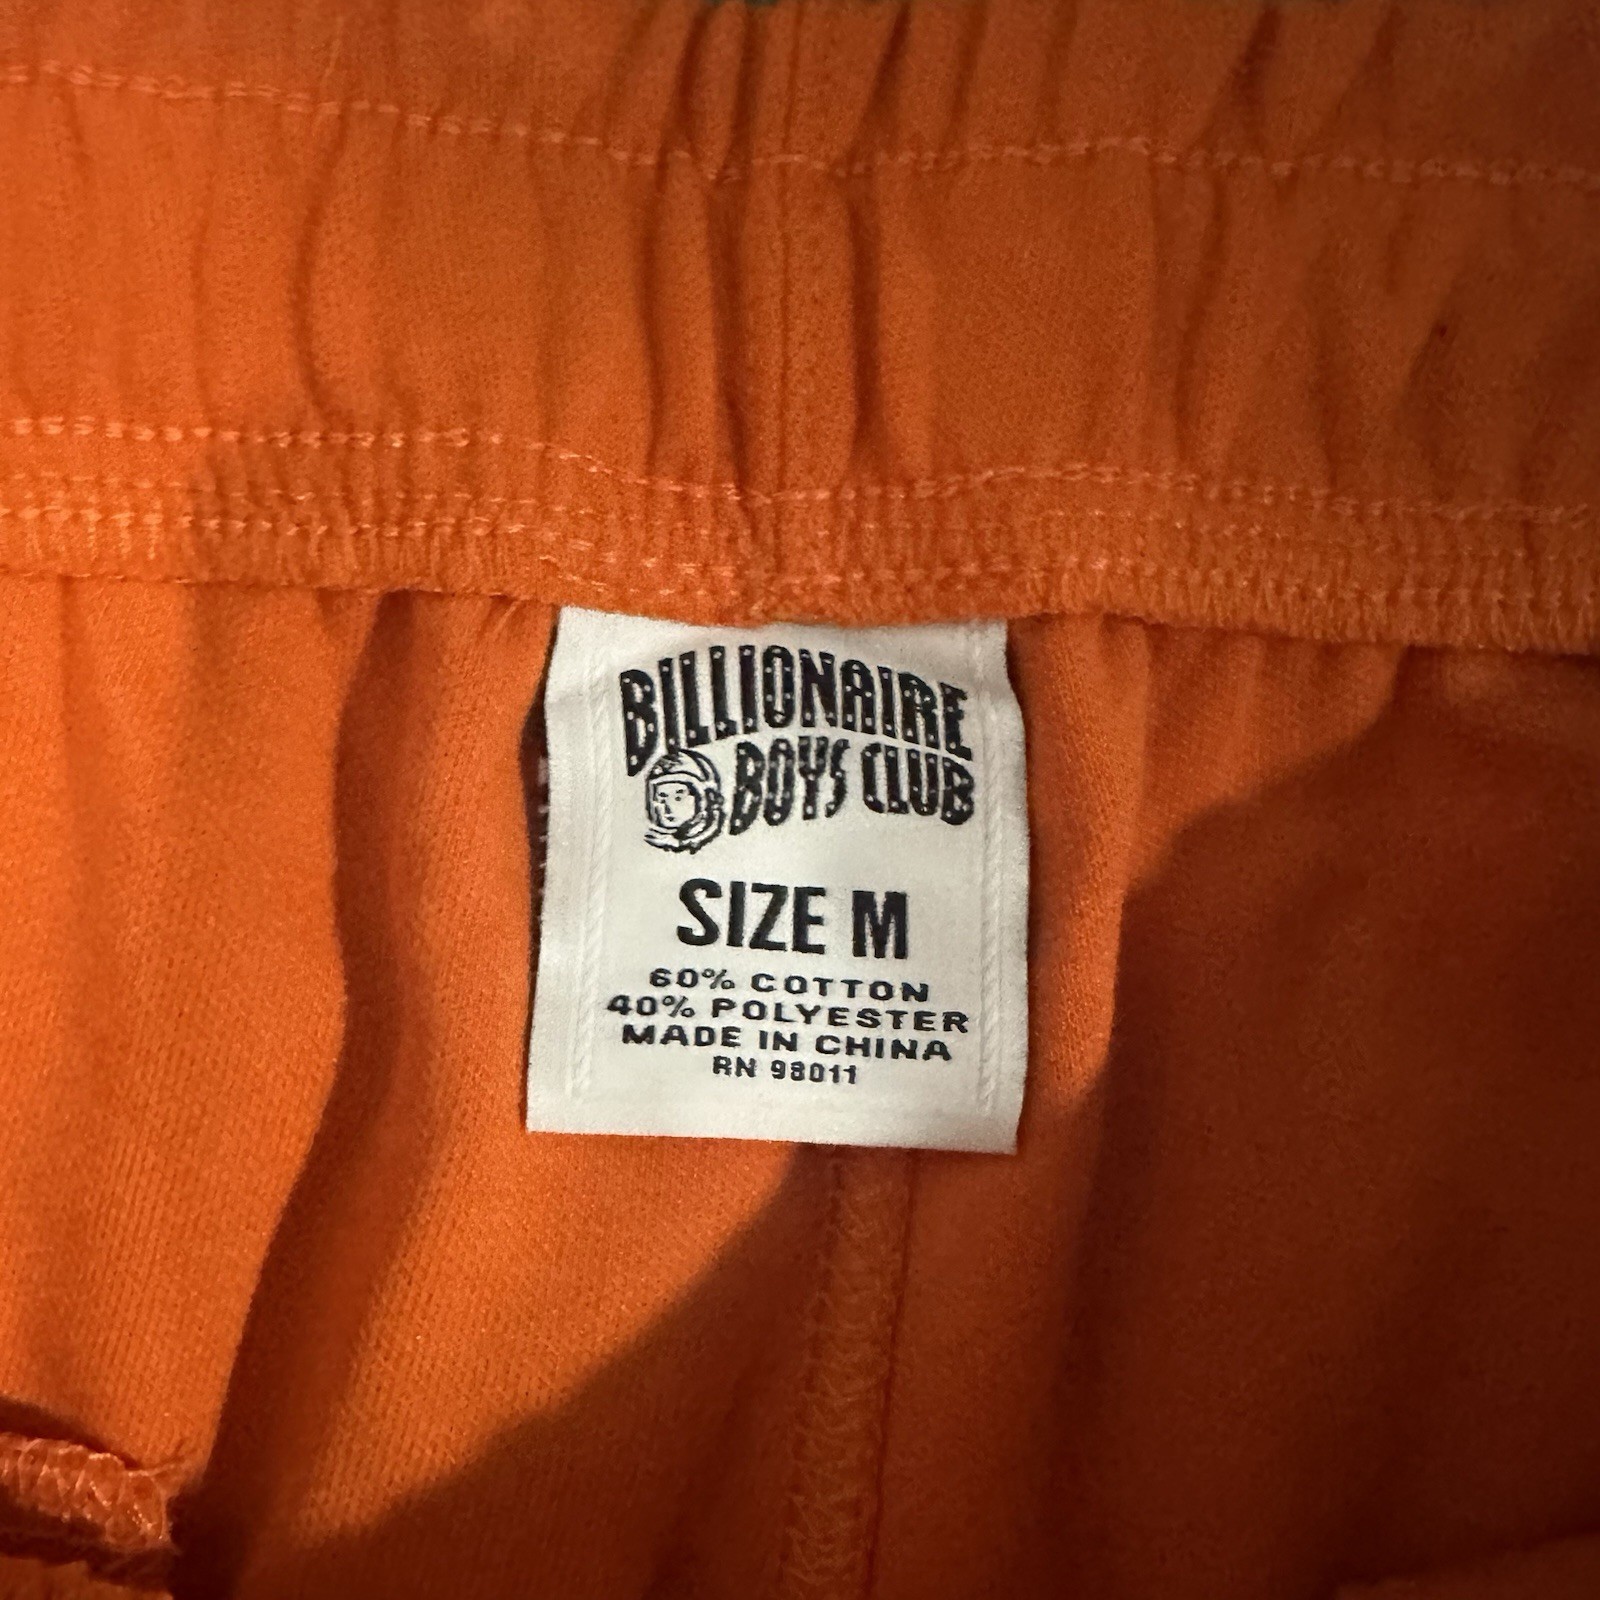 BILLIONAIRE
BOYS CLUB
SIZE M
60% COTTON
40% POLYESTER
MADE IN CHINA
RN 98011